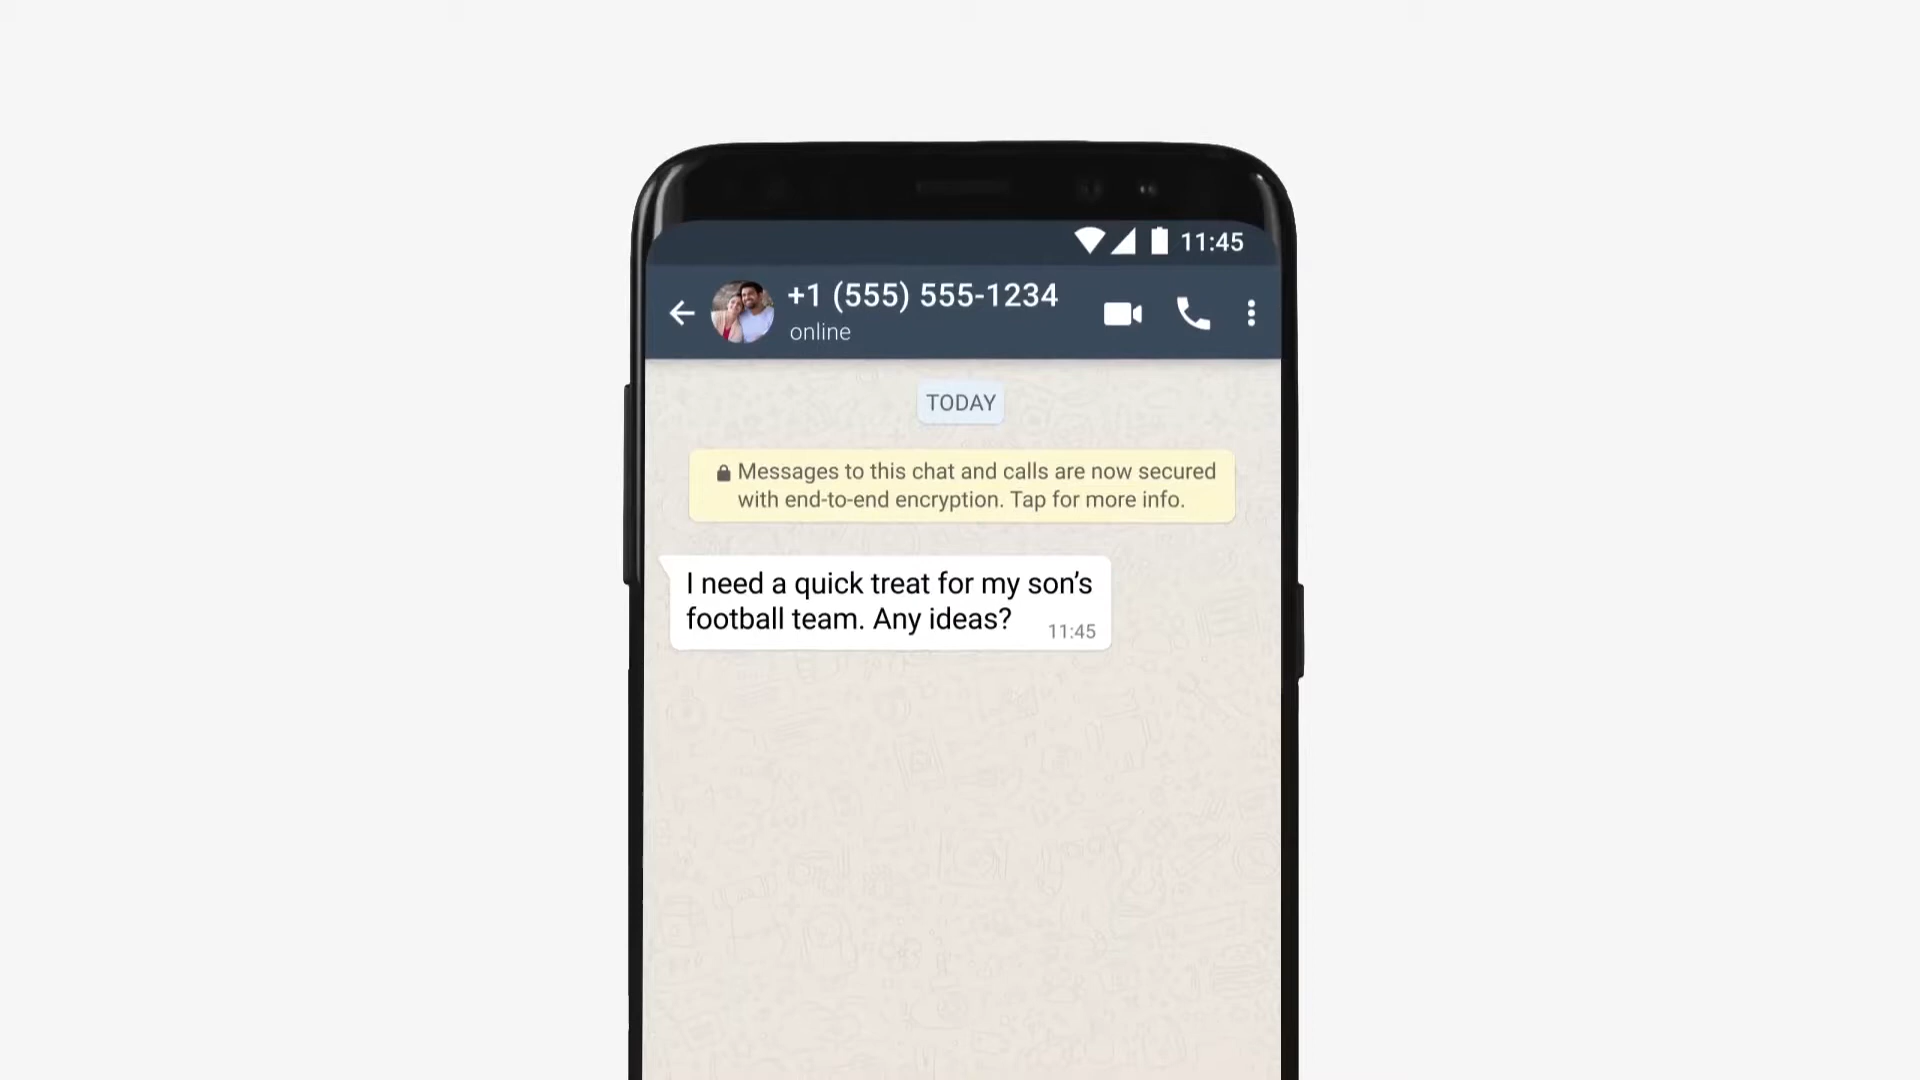 11:45
+1 (555) 555-1234
online
TODAY
Messages to this chat and calls are now secured
with end-to-end encryption. Tap for more info.
I need a quick treat for my son’s
football team. Any ideas?
11:45